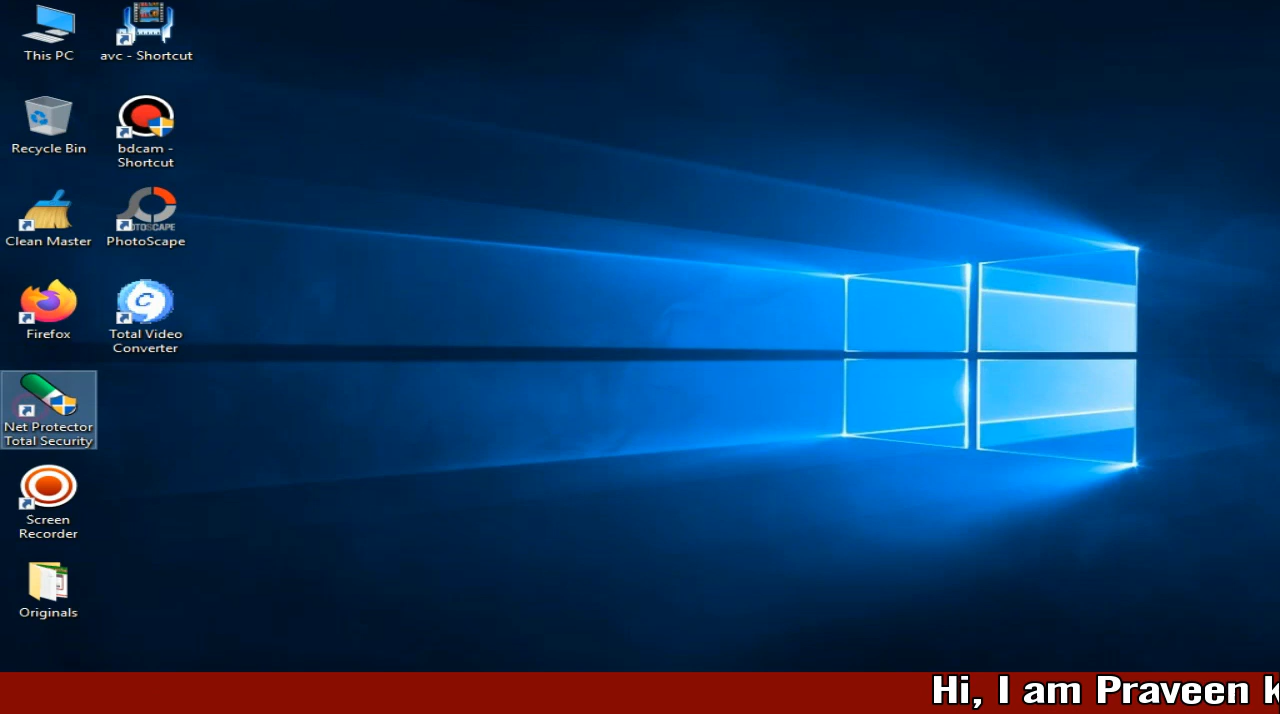 This PC
avc - Shortcut
Recycle Bin
bdcam -
Shortcut
Clean Master
PhotoScape
Firefox
Total Video
Converter
Net Protector
Total Security
Screen
Recorder
Originals
Hi, I am Praveen k